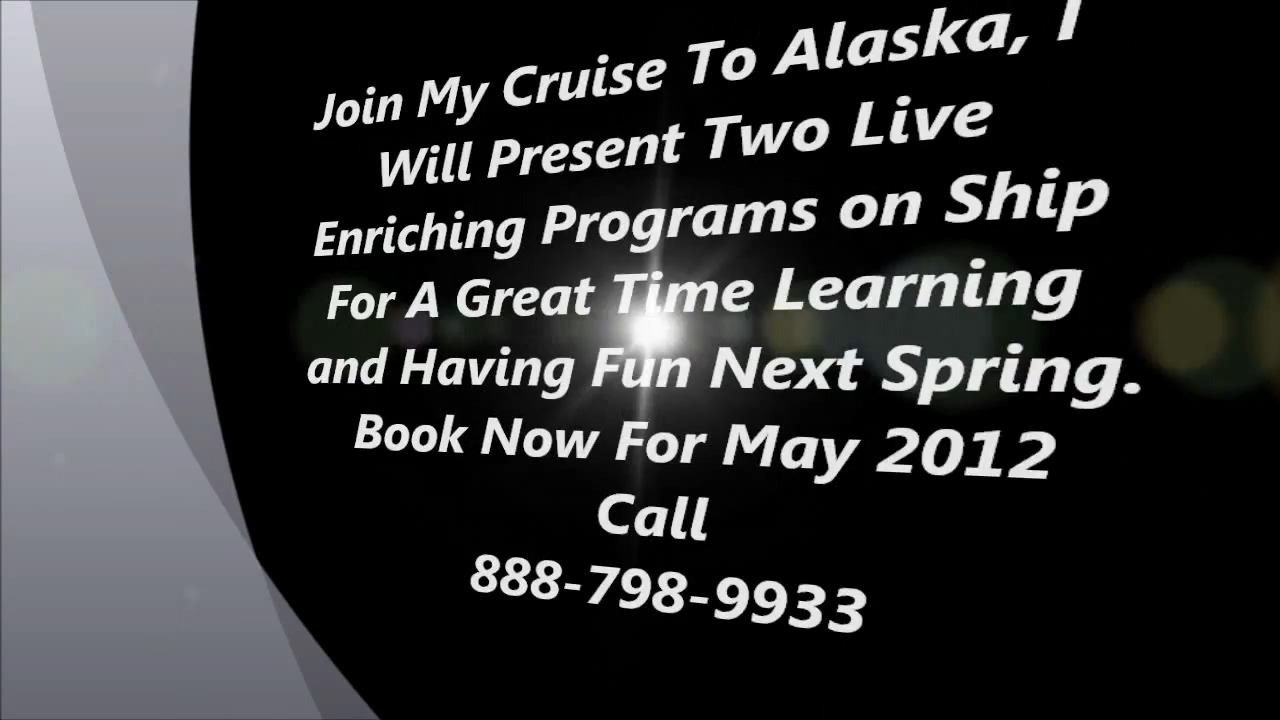 Join My Cruise To Alaska, I
Will Present Two Live
Enriching Programs on Ship
For A Great Time Learning
and Having Fun Next Spring.
Book Now For May 2012
Call
888-798-9933